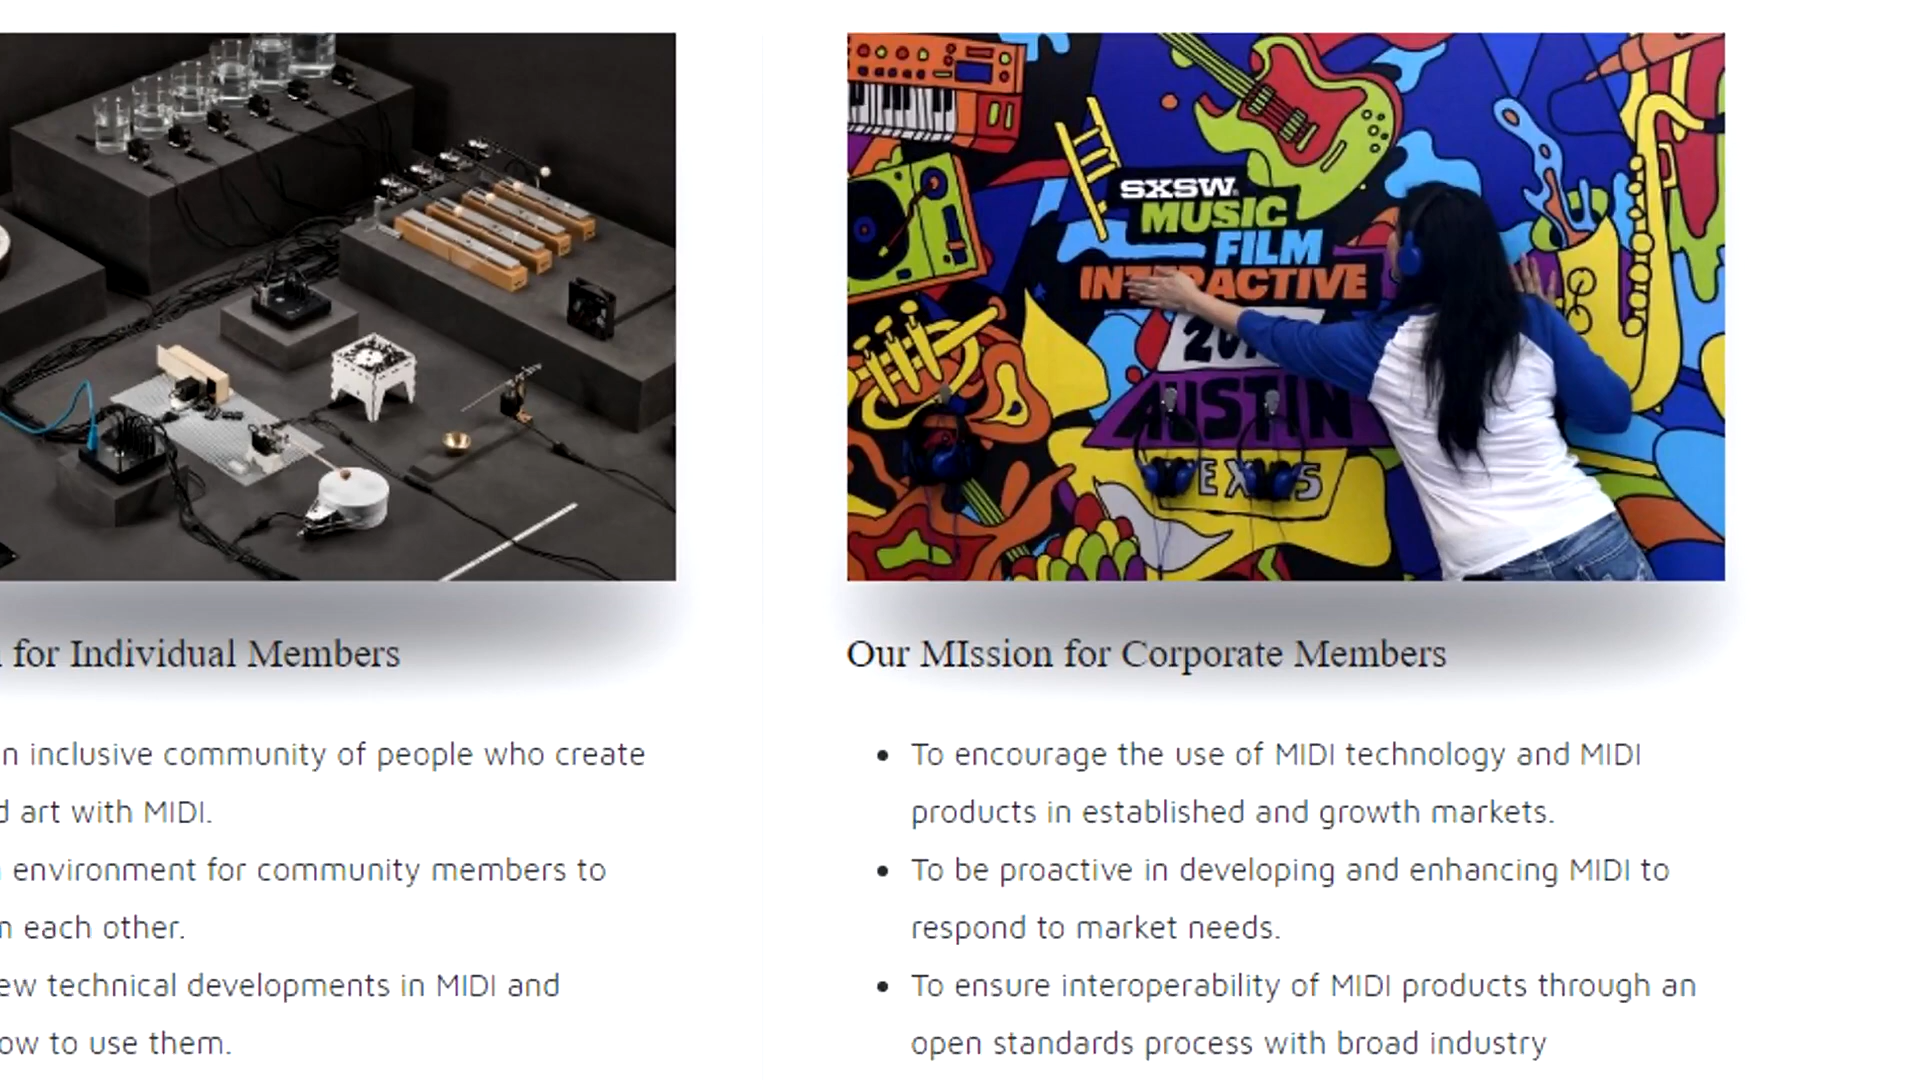 SXSW
MUSIC
FILM
INTERACTIVE
AUSTIN
for Individual Members
inclusive community of people who create
art with MIDI.
environment for community members to
each other.
technical developments in MIDI and
to use them.
Our MIssion for Corporate Members
To encourage the use of MIDI technology and MIDI
products in established and growth markets.
To be proactive in developing and enhancing MIDI to
respond to market needs.
To ensure interoperability of MIDI products through an
open standards process with broad industry